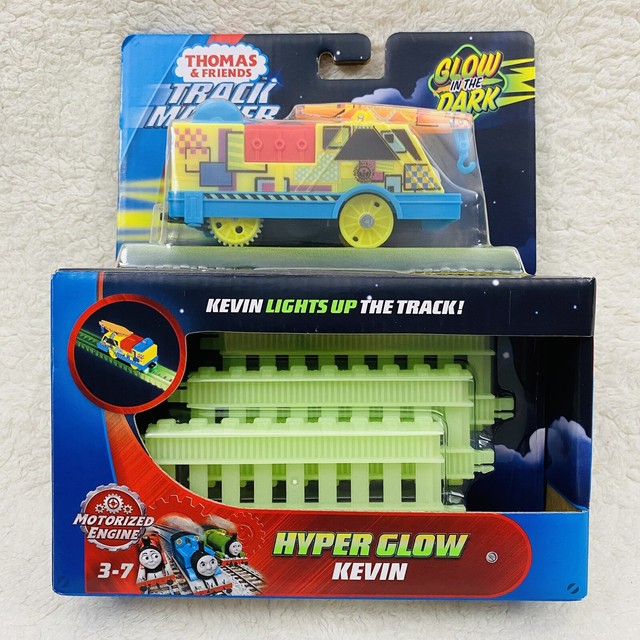 THOMAS
& FRIENDS
TRACK
MASTER
GLOW
IN THE
DARK
KEVIN LIGHTS UP THE TRACK!
MOTORIZED
ENGINE
3-7
HYPER GLOW
KEVIN